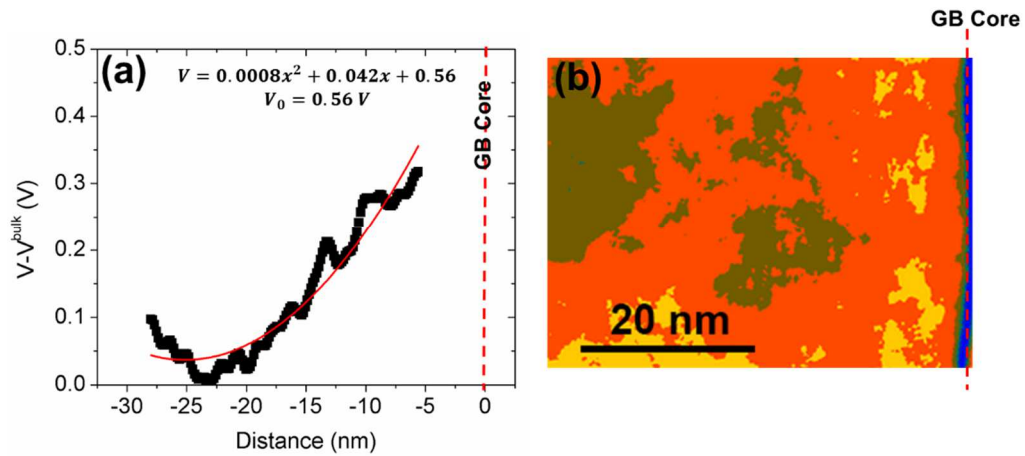 GB Core
0.5
0.4
0.3
0.2
0.1
0.0
V-V^bulk (V)
(a)
V = 0.0008x² + 0.042x + 0.56
V₀ = 0.56 V
GB Core
-30 -25 -20 -15 -10 -5 0
Distance (nm)
(b)
20 nm